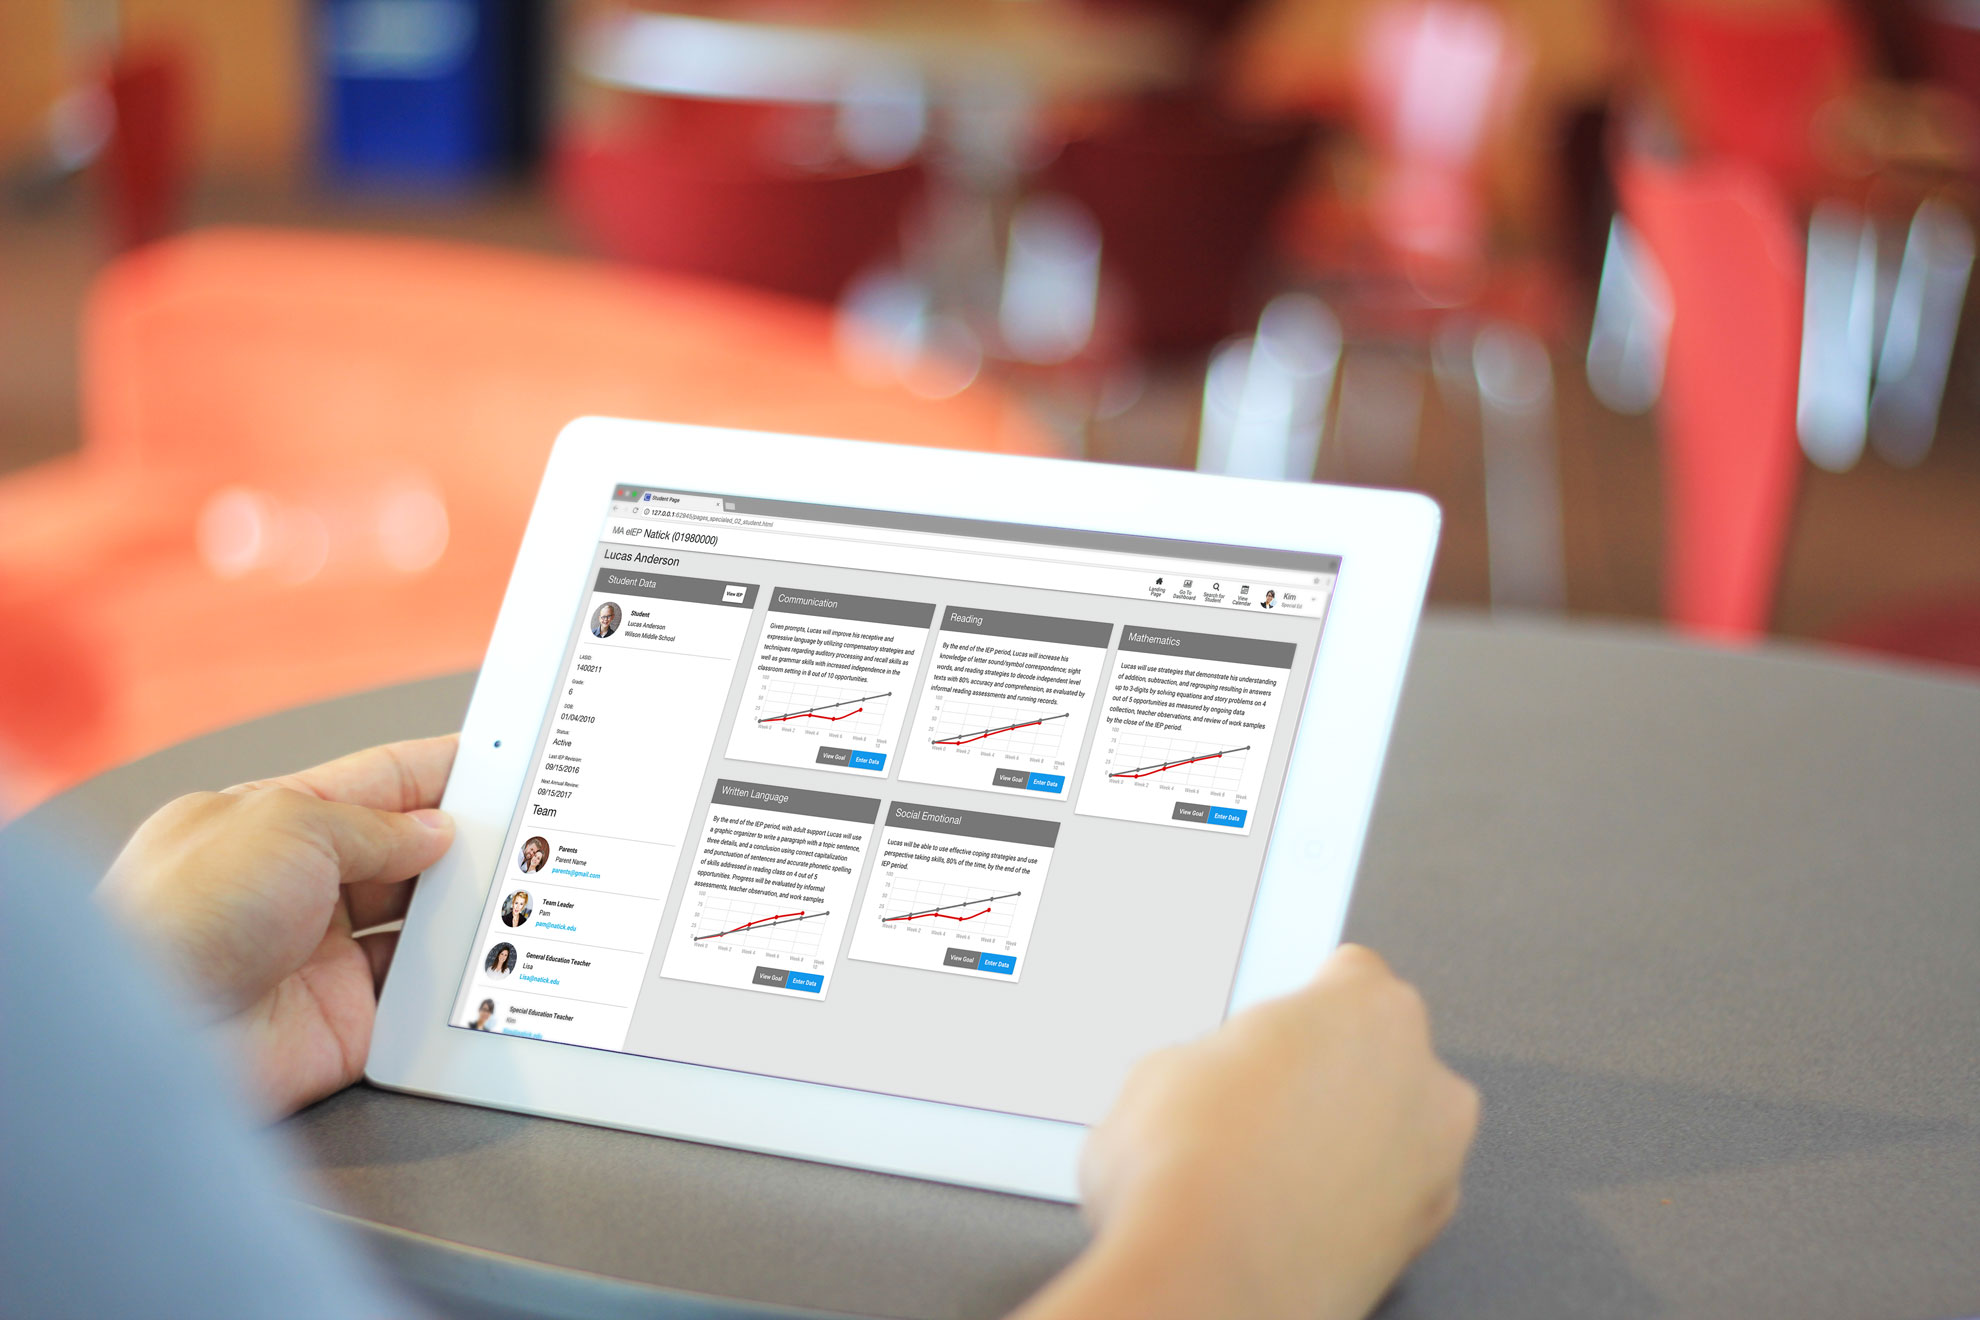 Student Page
127.0.0.1:62945/pages_specialed_02_student.html
MA eIEP Natick (01980000)
Landing Page
Go To Dashboard
Search for Student
View Calendar
Kim
Special Ed
Lucas Anderson
Student Data
View IEP
Student
Lucas Anderson
Wilson Middle School
LASID:
1400211
Grade:
6
DOB:
01/04/2010
Status:
Active
Last IEP Revision:
09/15/2016
Next Annual Review:
09/15/2017
Team
Parents
Parent Name
parents@gmail.com
Team Leader
Pam
pam@natick.edu
General Education Teacher
Lisa
Lisa@natick.edu
Special Education Teacher
Kim
Communication
Given prompts, Lucas will improve his receptive and
expressive language by utilizing compensatory strategies and
techniques regarding auditory processing and recall skills as
well as grammar skills with increased independence in the
classroom setting in 8 out of 10 opportunities.
100
75
50
25
0
Week 0 Week 2 Week 4 Week 6 Week 8 Week 10
View Goal Enter Data
Reading
By the end of the IEP period, Lucas will increase his
knowledge of letter sound/symbol correspondence; sight
words, and reading strategies to decode independent level
texts with 80% accuracy and comprehension, as evaluated by
informal reading assessments and running records.
100
75
50
25
0
Week 0 Week 2 Week 4 Week 6 Week 8 Week 10
View Goal Enter Data
Mathematics
Lucas will use strategies that demonstrate his understanding
of addition, subtraction, and regrouping resulting in answers
up to 3-digits by solving equations and story problems on 4
out of 5 opportunities as measured by ongoing data
collection, teacher observations, and review of work samples
by the close of the IEP period.
100
75
50
25
0
Week 0 Week 2 Week 4 Week 6 Week 8 Week 10
View Goal Enter Data
Written Language
By the end of the IEP period, with adult support Lucas will use
a graphic organizer to write a paragraph with a topic sentence,
three details, and a conclusion using correct capitalization
and punctuation of sentences and accurate phonetic spelling
of skills addressed in reading class on 4 out of 5
opportunities. Progress will be evaluated by informal
assessments, teacher observation, and work samples
100
75
50
25
0
Week 0 Week 2 Week 4 Week 6 Week 8 Week 10
View Goal Enter Data
Social Emotional
Lucas will be able to use effective coping strategies and use
perspective taking skills, 80% of the time, by the end of the
IEP period.
100
75
50
25
0
Week 0 Week 2 Week 4 Week 6 Week 8 Week 10
View Goal Enter Data